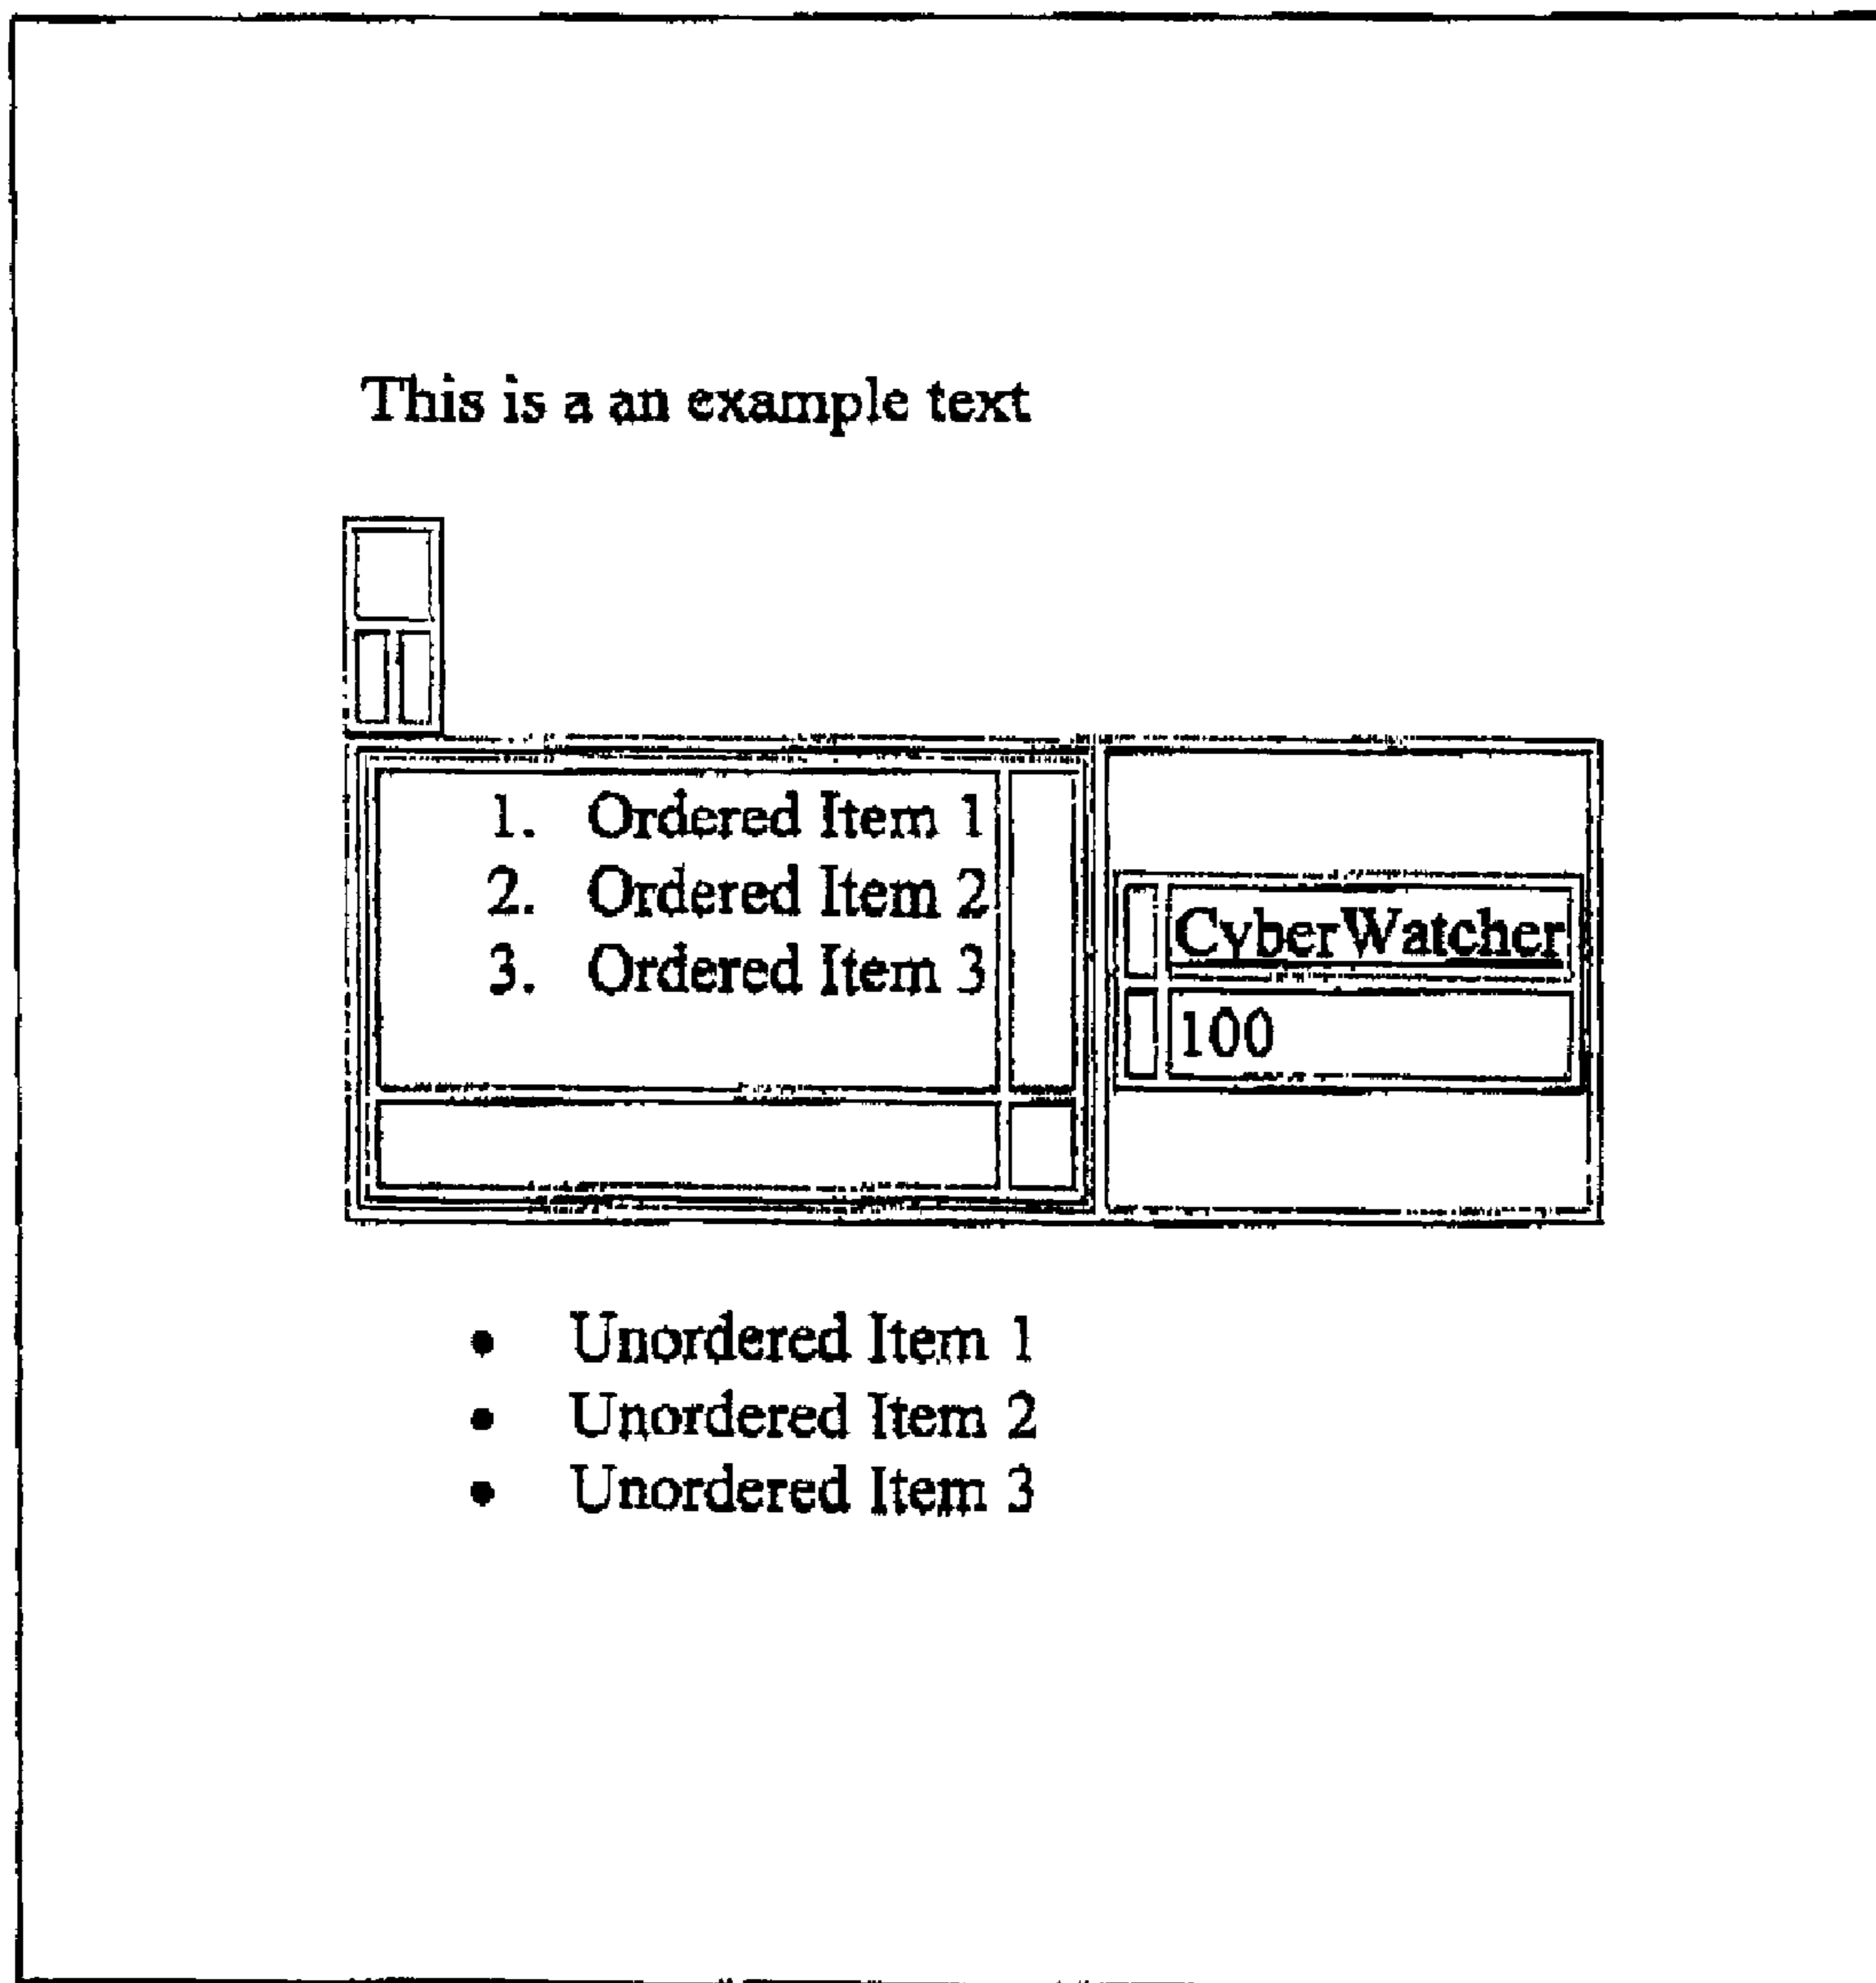 This is a an example text
1. Ordered Item 1
2. Ordered Item 2
3. Ordered Item 3
CyberWatcher
100
• Unordered Item 1
• Unordered Item 2
• Unordered Item 3